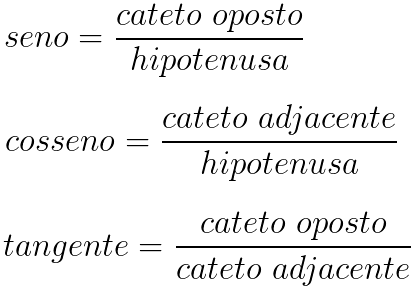 seno = cateto oposto / hipotenusa
cosseno = cateto adjacente / hipotenusa
tangente = cateto oposto / cateto adjacente